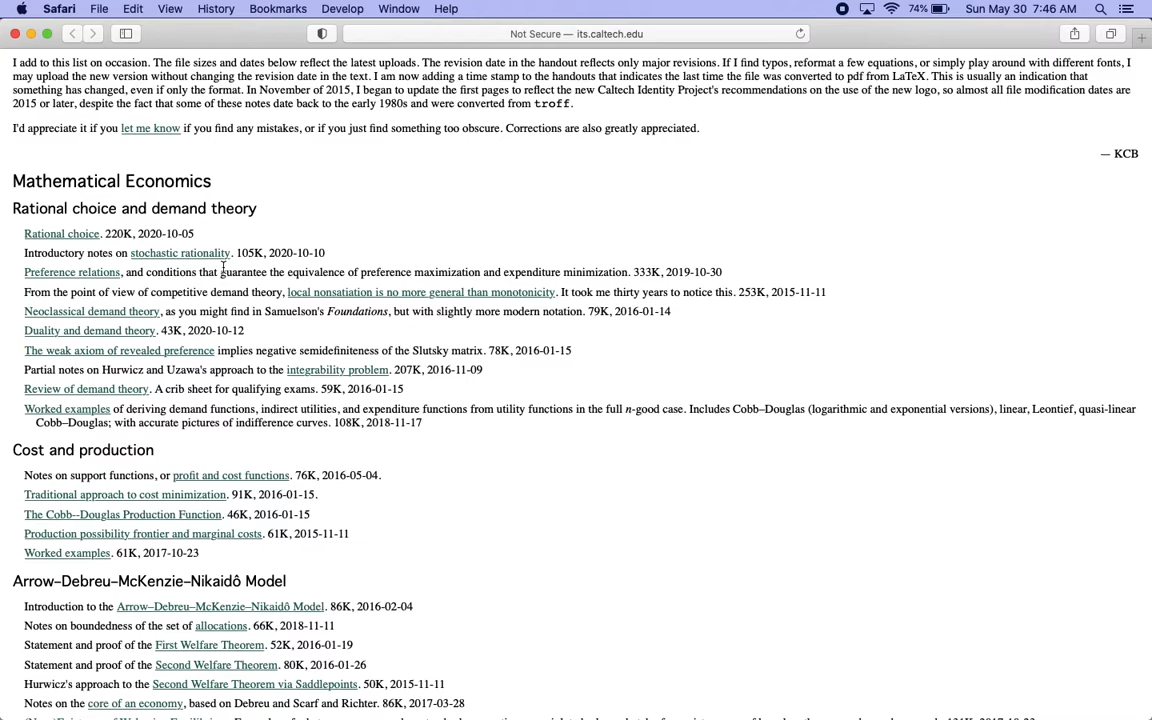 Safari File Edit View History Bookmarks Develop Window Help 74% Sun May 30 7:46 AM
Not Secure — its.caltech.edu
I add to this list on occasion. The file sizes and dates below reflect the latest uploads. The revision date in the handout reflects only major revisions. If I find typos, reformat a few equations, or simply play around with different fonts, I
may upload the new version without changing the revision date in the text. I am now adding a time stamp to the handouts that indicates the last time the file was converted to pdf from LaTeX. This is usually an indication that
something has changed, even if only the format. In November of 2015, I began to update the first pages to reflect the new Caltech Identity Project's recommendations on the use of the new logo, so almost all file modification dates are
2015 or later, despite the fact that some of these notes date back to the early 1980s and were converted from troff.
I'd appreciate it if you let me know if you find any mistakes, or if you just find something too obscure. Corrections are also greatly appreciated.
— KCB
Mathematical Economics
Rational choice and demand theory
Rational choice. 220K, 2020-10-05
Introductory notes on stochastic rationality. 105K, 2020-10-10
Preference relations, and conditions that guarantee the equivalence of preference maximization and expenditure minimization. 333K, 2019-10-30
From the point of view of competitive demand theory, local nonsatiation is no more general than monotonicity. It took me thirty years to notice this. 253K, 2015-11-11
Neoclassical demand theory, as you might find in Samuelson's Foundations, but with slightly more modern notation. 79K, 2016-01-14
Duality and demand theory. 43K, 2020-10-12
The weak axiom of revealed preference implies negative semidefiniteness of the Slutsky matrix. 78K, 2016-01-15
Partial notes on Hurwicz and Uzawa's approach to the integrability problem. 207K, 2016-11-09
Review of demand theory. A crib sheet for qualifying exams. 59K, 2016-01-15
Worked examples of deriving demand functions, indirect utilities, and expenditure functions from utility functions in the full n-good case. Includes Cobb–Douglas (logarithmic and exponential versions), linear, Leontief, quasi-linear
Cobb–Douglas; with accurate pictures of indifference curves. 108K, 2018-11-17
Cost and production
Notes on support functions, or profit and cost functions. 76K, 2016-05-04.
Traditional approach to cost minimization. 91K, 2016-01-15.
The Cobb--Douglas Production Function. 46K, 2016-01-15
Production possibility frontier and marginal costs. 61K, 2015-11-11
Worked examples. 61K, 2017-10-23
Arrow–Debreu–McKenzie–Nikaidô Model
Introduction to the Arrow–Debreu–McKenzie–Nikaidô Model. 86K, 2016-02-04
Notes on boundedness of the set of allocations. 66K, 2018-11-11
Statement and proof of the First Welfare Theorem. 52K, 2016-01-19
Statement and proof of the Second Welfare Theorem. 80K, 2016-01-26
Hurwicz's approach to the Second Welfare Theorem via Saddlepoints. 50K, 2015-11-11
Notes on the core of an economy, based on Debreu and Scarf and Richter. 86K, 2017-03-28